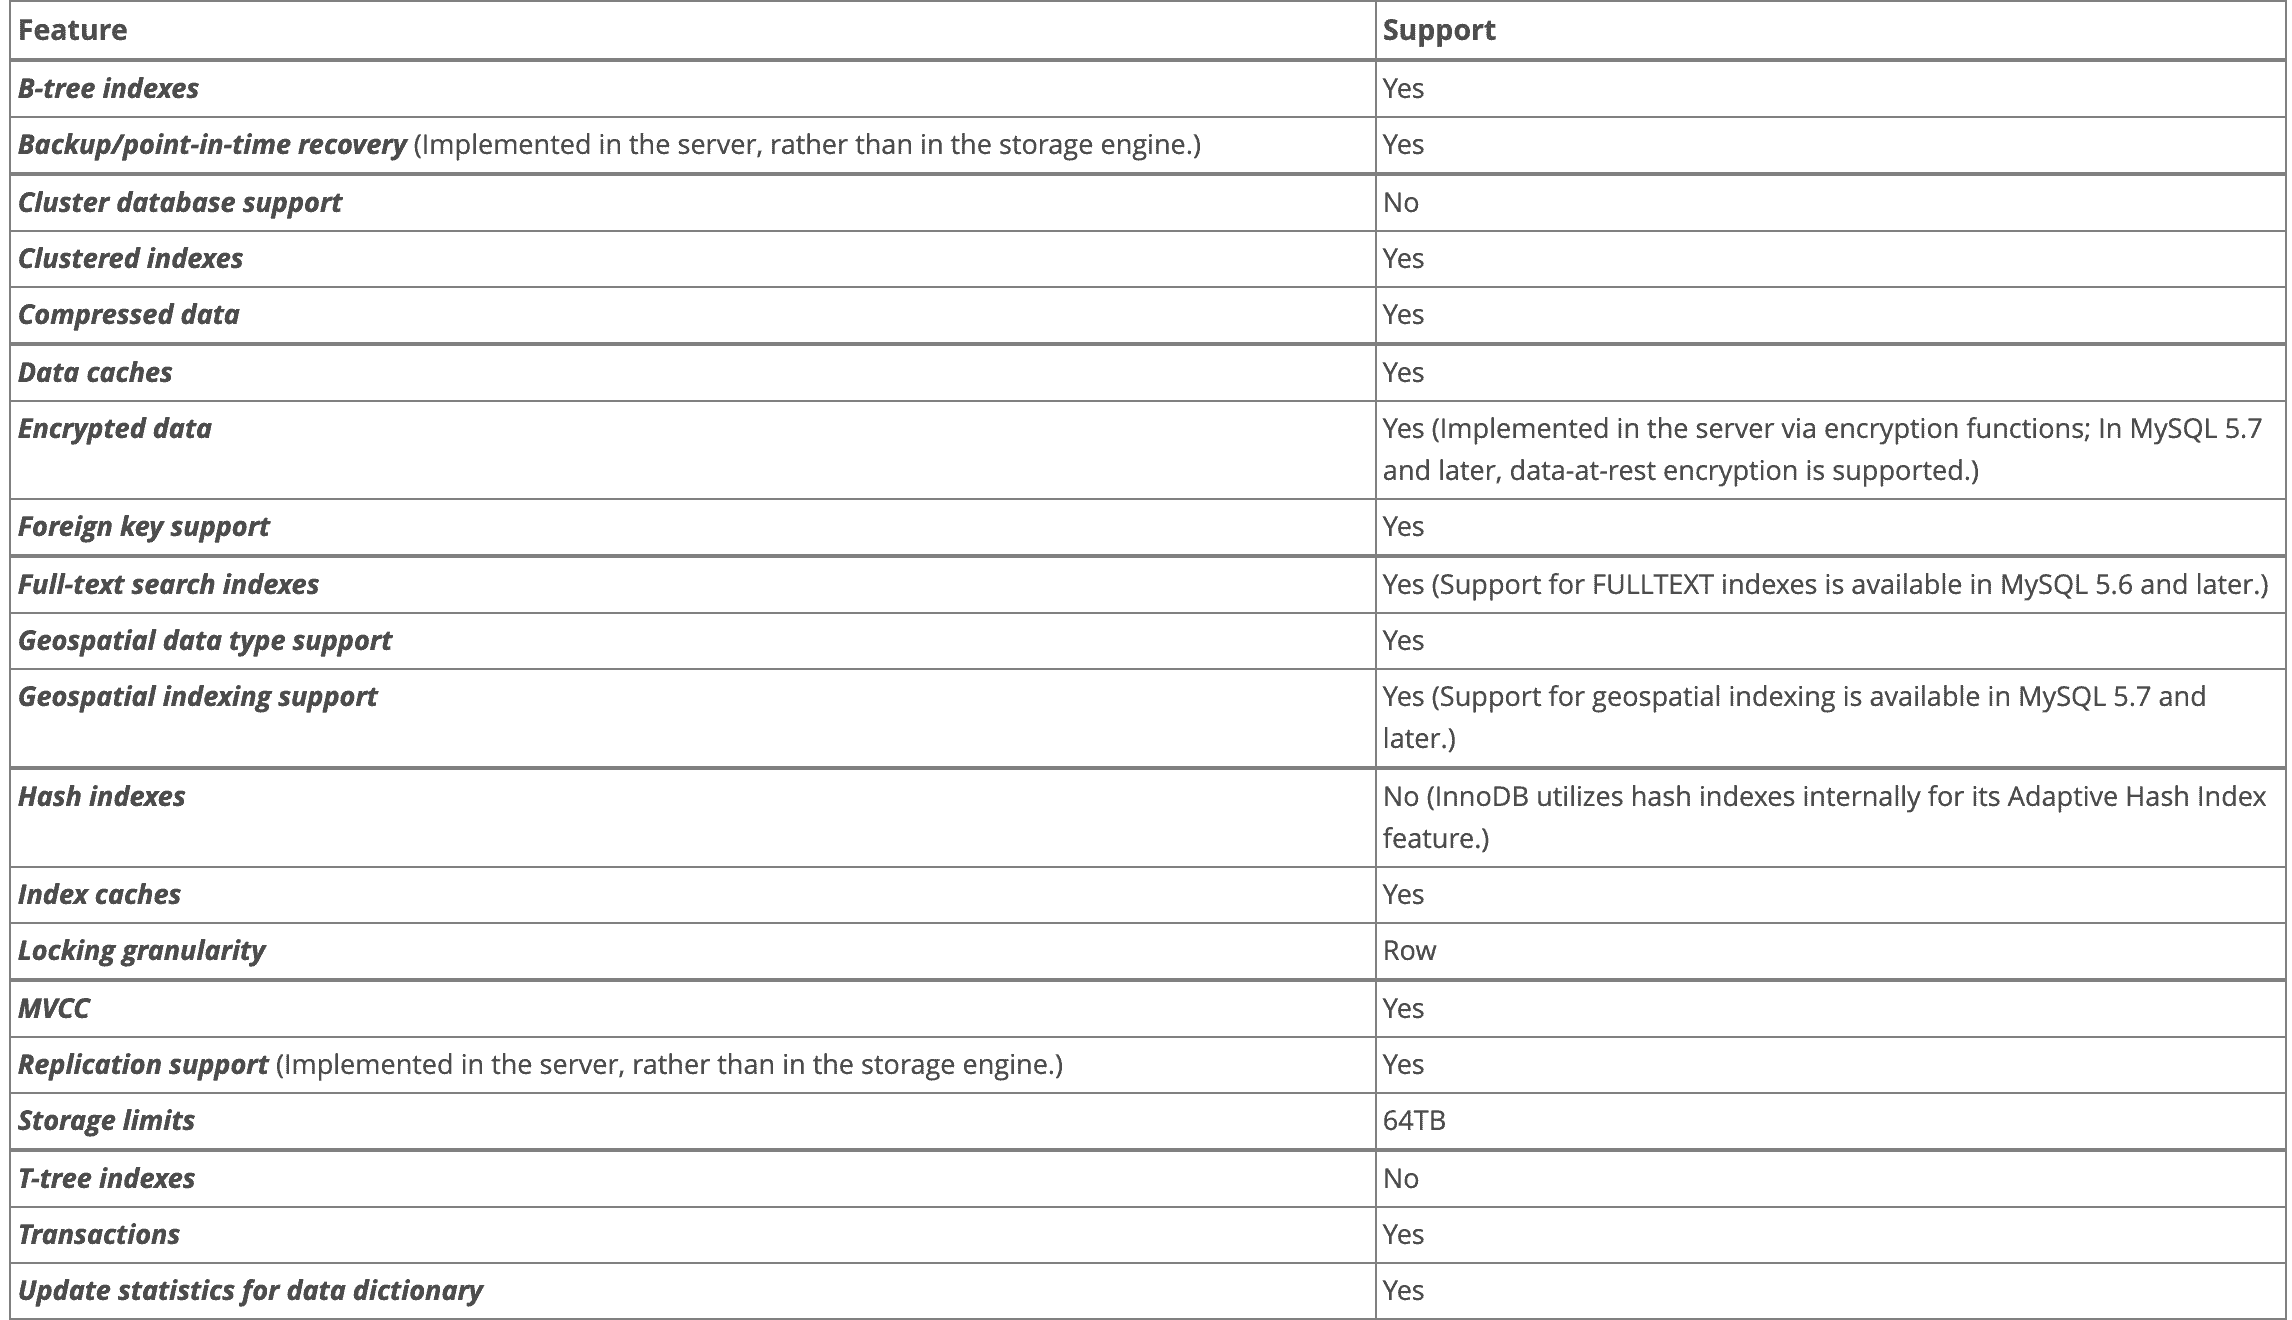 Feature Support
B-tree indexes Yes
Backup/point-in-time recovery (Implemented in the server, rather than in the storage engine.) Yes
Cluster database support No
Clustered indexes Yes
Compressed data Yes
Data caches Yes
Encrypted data Yes (Implemented in the server via encryption functions; In MySQL 5.7
and later, data-at-rest encryption is supported.)
Foreign key support Yes
Full-text search indexes Yes (Support for FULLTEXT indexes is available in MySQL 5.6 and later.)
Geospatial data type support Yes
Geospatial indexing support Yes (Support for geospatial indexing is available in MySQL 5.7 and
later.)
Hash indexes No (InnoDB utilizes hash indexes internally for its Adaptive Hash Index
feature.)
Index caches Yes
Locking granularity Row
MVCC Yes
Replication support (Implemented in the server, rather than in the storage engine.) Yes
Storage limits 64TB
T-tree indexes No
Transactions Yes
Update statistics for data dictionary Yes